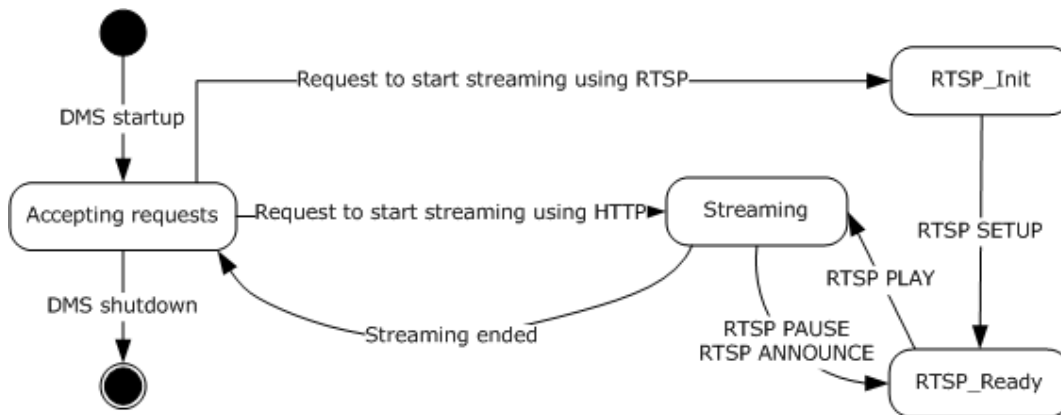 Request to start streaming using RTSP
RTSP_Init
DMS startup
Accepting requests
Request to start streaming using HTTP
Streaming
RTSP SETUP
RTSP PLAY
DMS shutdown
Streaming ended
RTSP PAUSE
RTSP ANNOUNCE
RTSP_Ready